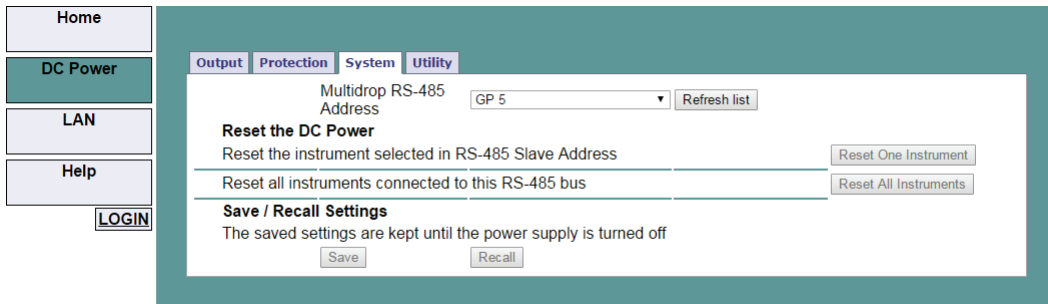 Home
DC Power
LAN
Help
LOGIN
Output Protection System Utility
Multidrop RS-485
Address
GP 5
Refresh list
Reset the DC Power
Reset the instrument selected in RS-485 Slave Address
Reset One Instrument
Reset all instruments connected to this RS-485 bus
Reset All Instruments
Save / Recall Settings
The saved settings are kept until the power supply is turned off
Save Recall